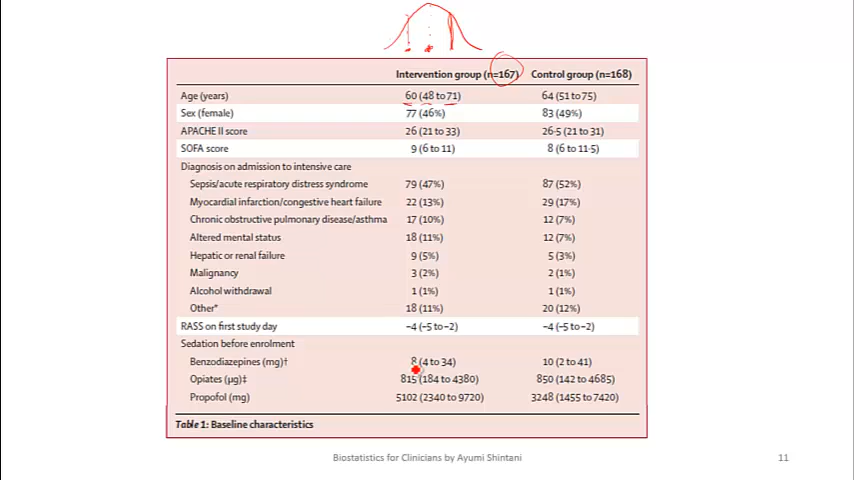 Intervention group (n=167) Control group (n=168)
Age (years) 60 (48 to 71) 64 (51 to 75)
Sex (female) 77 (46%) 83 (49%)
APACHE II score 26 (21 to 33) 26·5 (21 to 31)
SOFA score 9 (6 to 11) 8 (6 to 11·5)
Diagnosis on admission to intensive care
Sepsis/acute respiratory distress syndrome 79 (47%) 87 (52%)
Myocardial infarction/congestive heart failure 22 (13%) 29 (17%)
Chronic obstructive pulmonary disease/asthma 17 (10%) 12 (7%)
Altered mental status 18 (11%) 12 (7%)
Hepatic or renal failure 9 (5%) 5 (3%)
Malignancy 3 (2%) 2 (1%)
Alcohol withdrawal 1 (1%) 1 (1%)
Other* 18 (11%) 20 (12%)
RASS on first study day −4 (−5 to −2) −4 (−5 to −2)
Sedation before enrolment
Benzodiazepines (mg)† 8 (4 to 34) 10 (2 to 41)
Opiates (µg)‡ 815 (184 to 4380) 850 (142 to 4685)
Propofol (mg) 5102 (2340 to 9720) 3248 (1455 to 7420)
Table 1: Baseline characteristics
Biostatistics for Clinicians by Ayumi Shintani 11